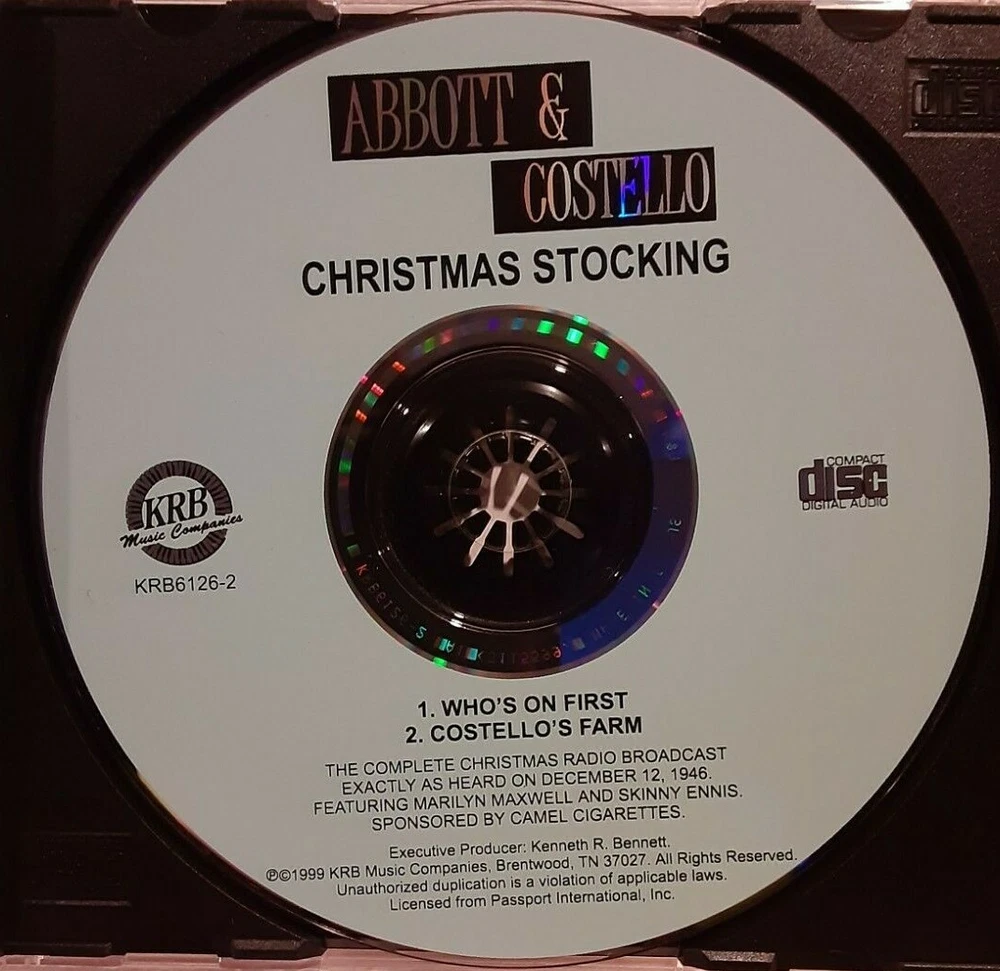 ABBOTT &
COSTELLO
CHRISTMAS STOCKING
KRB
Music Companies
KRB6126-2
COMPACT
disc
DIGITAL AUDIO
1. WHO'S ON FIRST
2. COSTELLO'S FARM
THE COMPLETE CHRISTMAS RADIO BROADCAST
EXACTLY AS HEARD ON DECEMBER 12, 1946.
FEATURING MARILYN MAXWELL AND SKINNY ENNIS.
SPONSORED BY CAMEL CIGARETTES.
Executive Producer: Kenneth R. Bennett.
℗©1999 KRB Music Companies, Brentwood, TN 37027. All Rights Reserved.
Unauthorized duplication is a violation of applicable laws.
Licensed from Passport International, Inc.